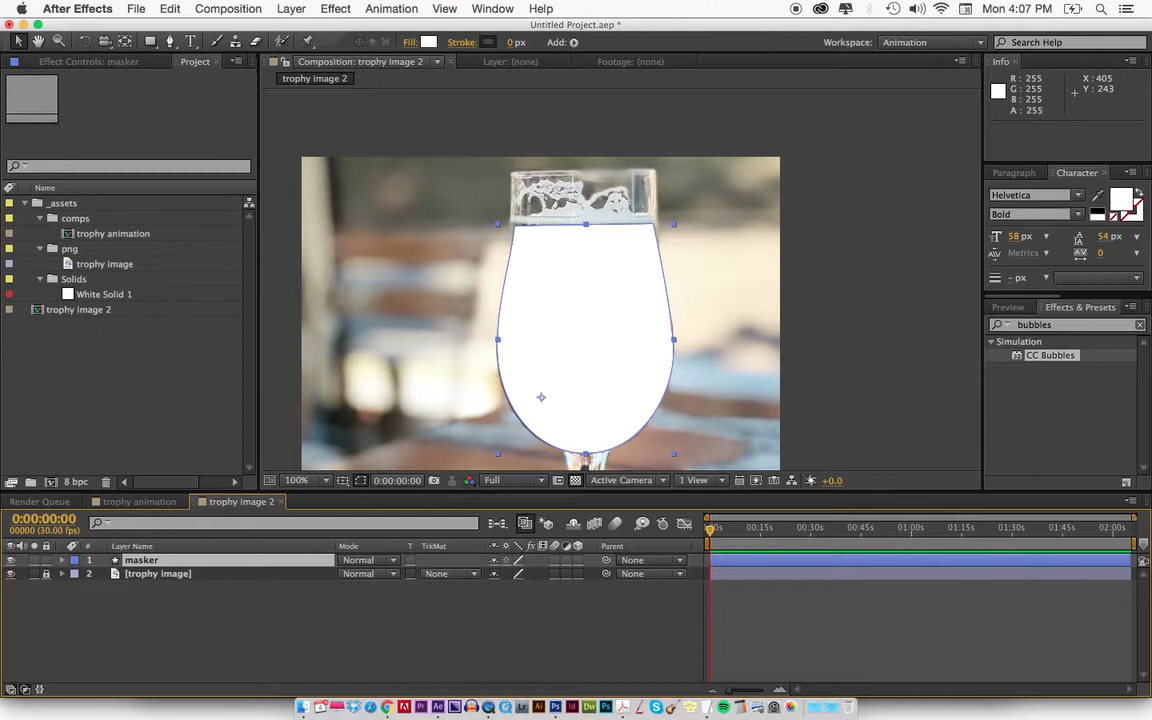 After Effects File Edit Composition Layer Effect Animation View Window Help Mon 4:07 PM
Untitled Project.aep *
Fill: Stroke: 0 px Add: Workspace: Animation Search Help
Effect Controls: masker Project Composition: trophy image 2 Layer: (none) Footage: (none) Info
trophy image 2
R : 255 X : 405
G : 255 Y : 243
B : 255
A : 255
Paragraph Character
Name
_assets
comps
trophy animation
png
trophy image
Solids
White Solid 1
trophy image 2
Helvetica
Bold
58 px 54 px
Metrics 0
- px
Preview Effects & Presets
bubbles
Simulation
CC Bubbles
8 bpc 100% 0:00:00:00 Full Active Camera 1 View +0.0
Render Queue trophy animation trophy image 2
0:00:00:00
00000 (30.00 fps)
00:15s 00:30s 00:45s 01:00s 01:15s 01:30s 01:45s 02:00s
# Layer Name Mode T TrkMat Parent
1 masker Normal None
2 [trophy image] Normal None None